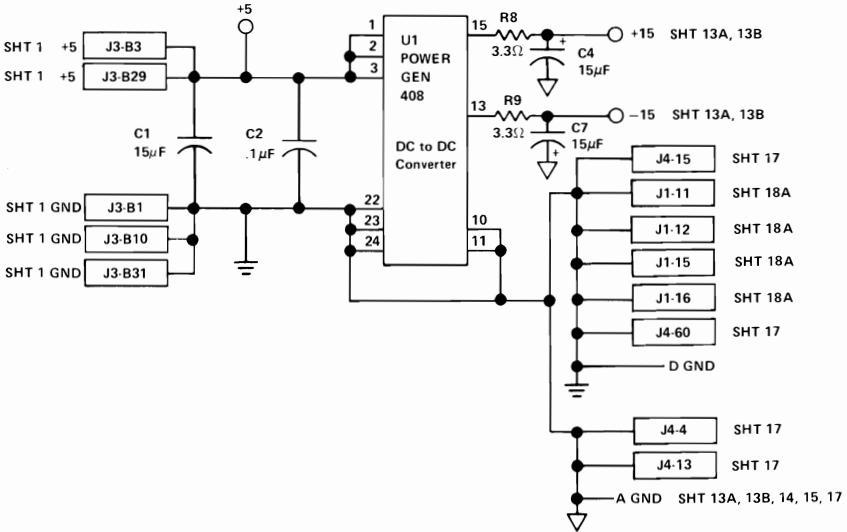 +5
SHT 1 +5 J3-B3
SHT 1 +5 J3-B29
C1
15µF
C2
.1µF
SHT 1 GND J3-B1
SHT 1 GND J3-B10
SHT 1 GND J3-B31
1
2
3
22
23
24
U1
POWER
GEN
408
DC to DC
Converter
15
13
10
11
R8
3.3Ω
+
C4
15µF
+15 SHT 13A, 13B
R9
3.3Ω
C7
15µF
+
−15 SHT 13A, 13B
J4-15 SHT 17
J1-11 SHT 18A
J1-12 SHT 18A
J1-15 SHT 18A
J1-16 SHT 18A
J4-60 SHT 17
D GND
J4-4 SHT 17
J4-13 SHT 17
A GND SHT 13A, 13B, 14, 15, 17